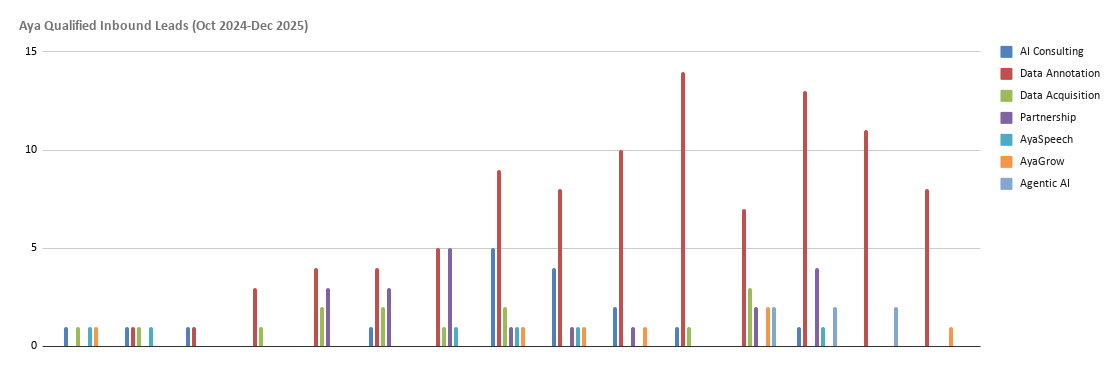 Aya Qualified Inbound Leads (Oct 2024-Dec 2025)
15
10
5
0
AI Consulting
Data Annotation
Data Acquisition
Partnership
AyaSpeech
AyaGrow
Agentic AI